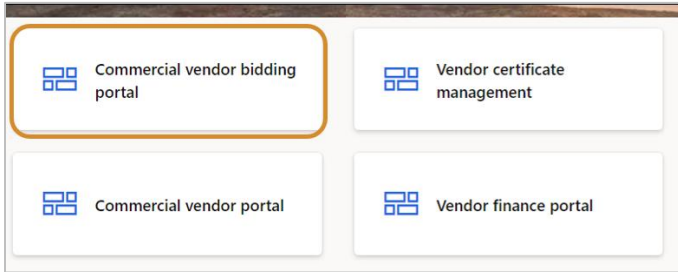 Commercial vendor bidding
portal
Vendor certificate
management
Commercial vendor portal
Vendor finance portal